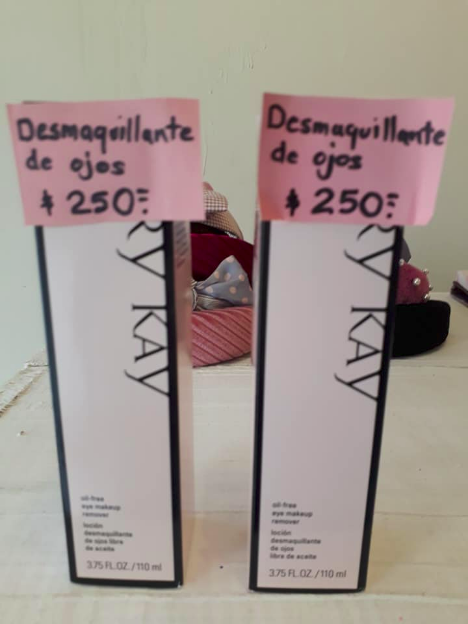 Desmaquillante
de ojos
$ 250.=
RY KAY
oil-free
eye makeup
remover
loción
desmaquillante
de ojos libre
de aceite
3.75 FL.OZ./110 ml
Desmaquillante
de ojos
$ 250.=
RY KAY
oil-free
eye makeup
remover
loción
desmaquillante
de ojos
libre de aceite
3.75 FL.OZ./110 ml